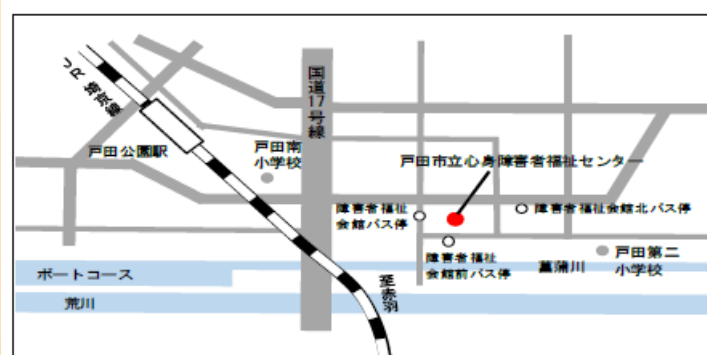 JR 埼京線
国道17号線
戸田公園駅
戸田南
小学校
戸田市立心身障害者福祉センター
障害者福祉
会館バス停
障害者福祉会館北バス停
障害者福祉
会館前バス停
戸田第二
小学校
菖蒲川
ボートコース
荒川
至赤羽